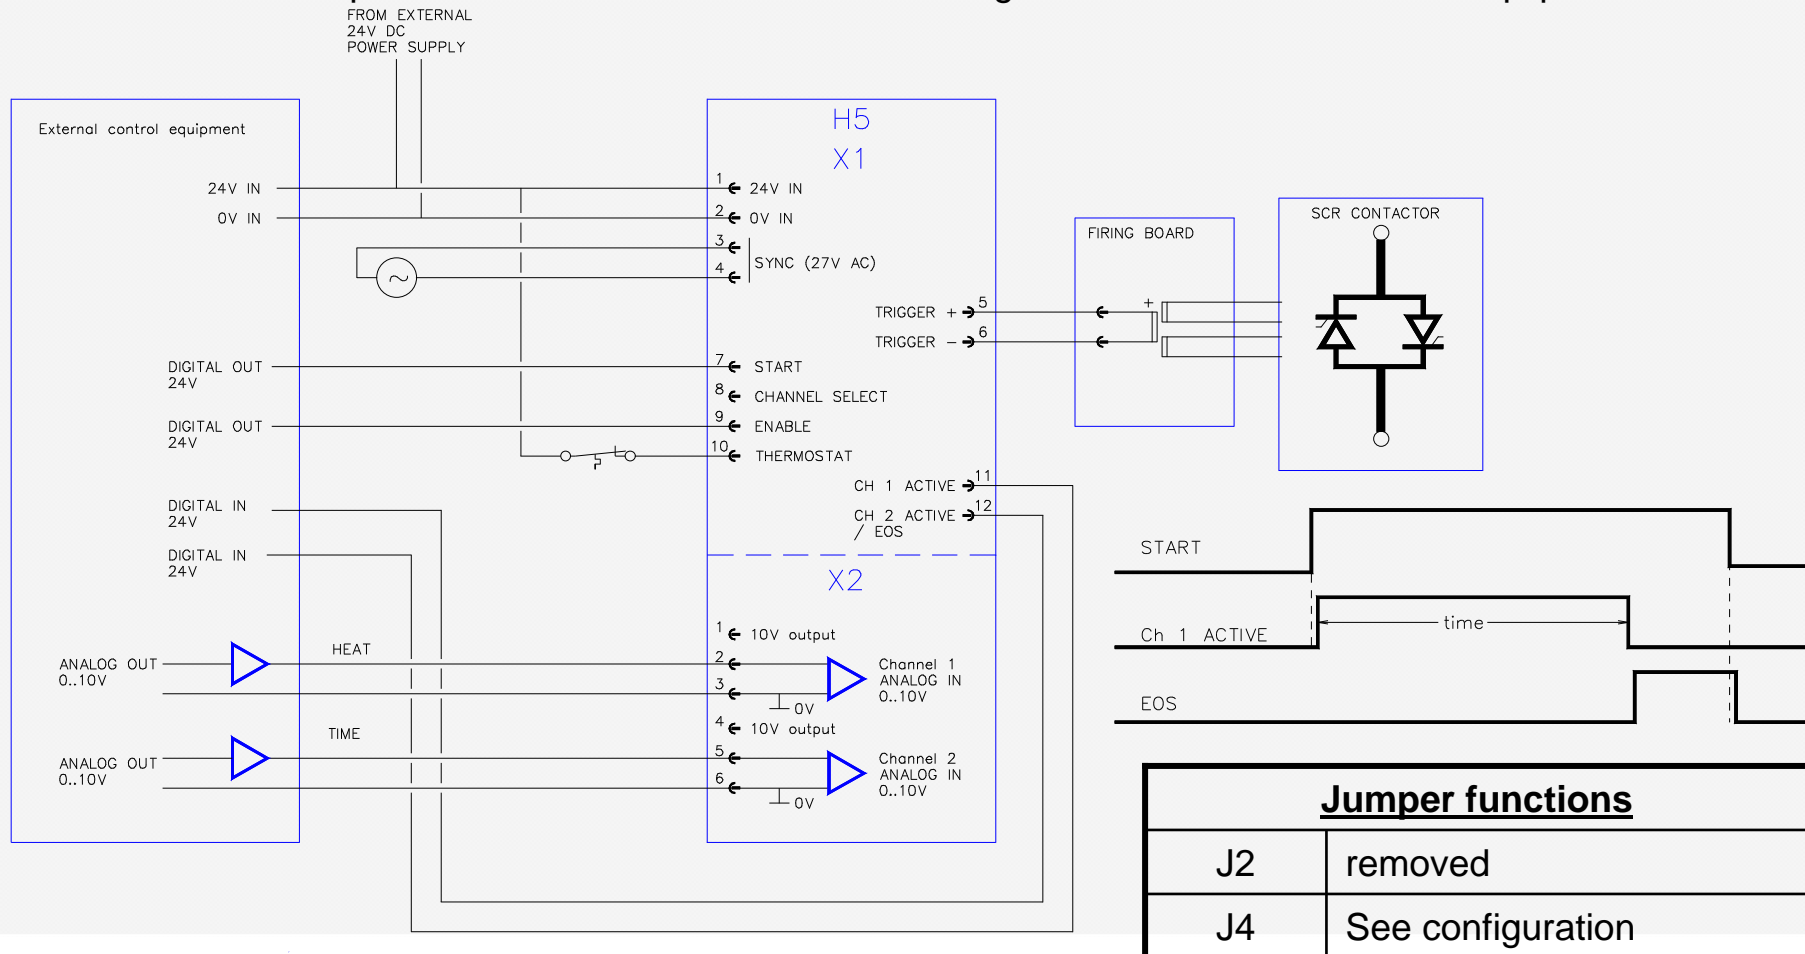 FROM EXTERNAL
24V DC
POWER SUPPLY
External control equipment
24V IN
0V IN
DIGITAL OUT
24V
DIGITAL OUT
24V
DIGITAL IN
24V
DIGITAL IN
24V
ANALOG OUT
0..10V
ANALOG OUT
0..10V
HEAT
TIME
H5
X1
1 24V IN
2 0V IN
3
4
SYNC (27V AC)
TRIGGER + 5
TRIGGER - 6
7 START
8 CHANNEL SELECT
9 ENABLE
10 THERMOSTAT
CH 1 ACTIVE 11
CH 2 ACTIVE 12
/ EOS
X2
1 10V output
2
3
Channel 1
ANALOG IN
0..10V
0V
4 10V output
5
6
Channel 2
ANALOG IN
0..10V
0V
FIRING BOARD
+
SCR CONTACTOR
START
Ch 1 ACTIVE
time
EOS
Jumper functions
J2 removed
J4 See configuration